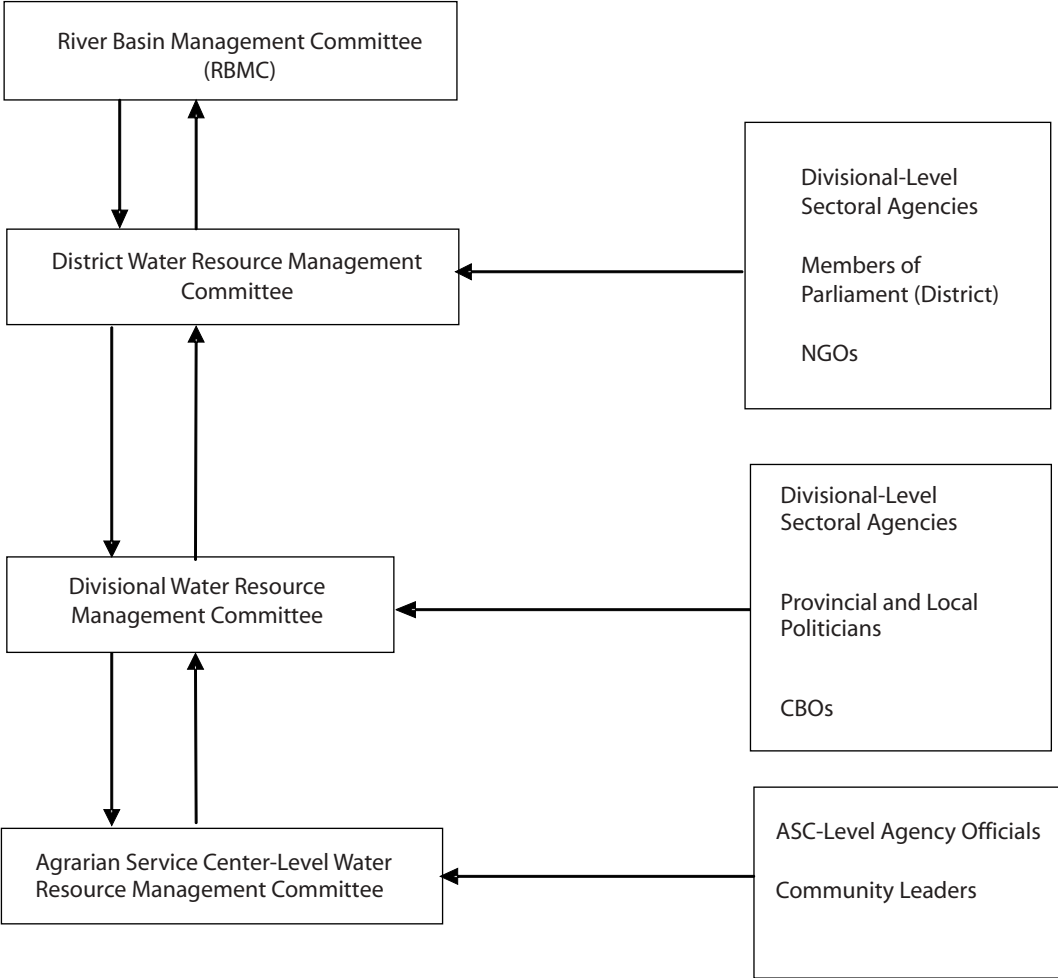 River Basin Management Committee
(RBMC)
Divisional-Level
Sectoral Agencies
Members of
Parliament (District)
NGOs
District Water Resource Management
Committee
Divisional-Level
Sectoral Agencies
Provincial and Local
Politicians
CBOs
Divisional Water Resource
Management Committee
ASC-Level Agency Officials
Community Leaders
Agrarian Service Center-Level Water
Resource Management Committee